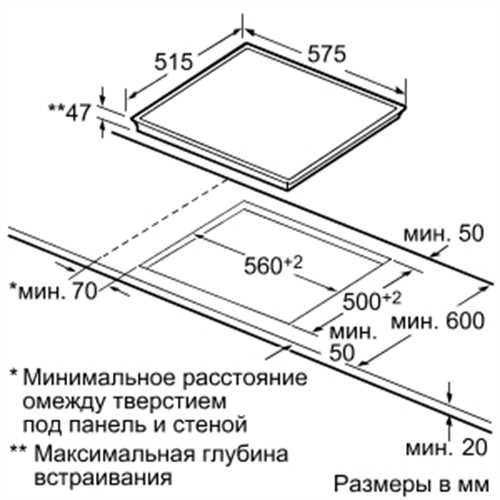 515
575
**47
мин. 50
560+2
*мин. 70
500+2
мин. 600
мин.
50
* Минимальное расстояние
омежду тверстием
под панель и стеной
** Максимальная глубина
встраивания
мин. 20
Размеры в мм